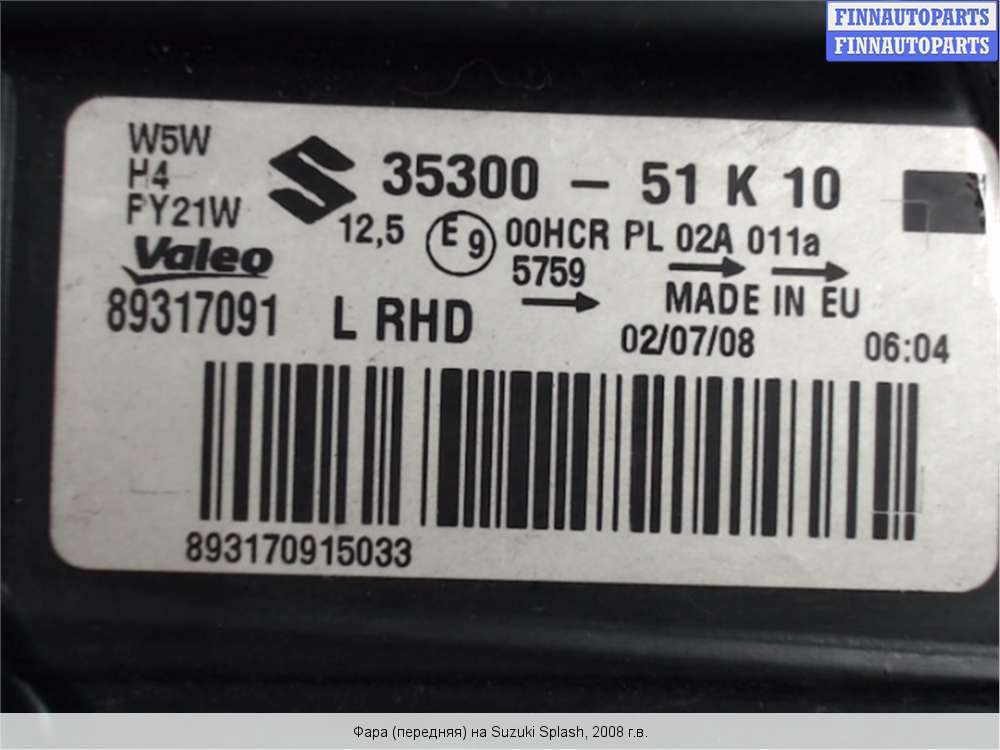 FINNAUTOPARTS
FINNAUTOPARTS
W5W
H4
PY21W
35300 – 51 K 10
12,5 E9 00HCR PL 02A 011a
5759
Valeo
MADE IN EU
89317091 L RHD
02/07/08 06:04
893170915033
Фара (передняя) на Suzuki Splash, 2008 г.в.